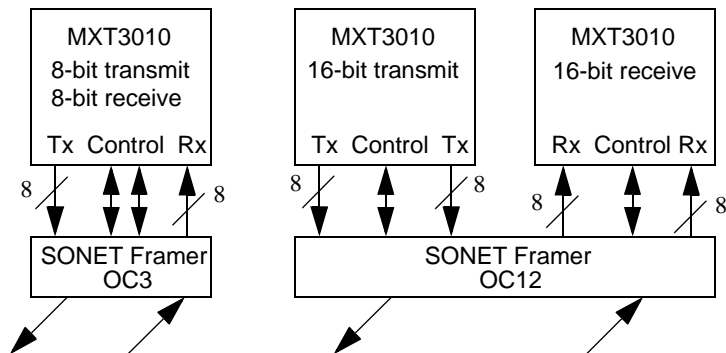 MXT3010
8-bit transmit
8-bit receive
Tx Control Rx
8
8
SONET Framer
OC3
MXT3010
16-bit transmit
Tx Control Tx
8
8
MXT3010
16-bit receive
Rx Control Rx
8
8
SONET Framer
OC12